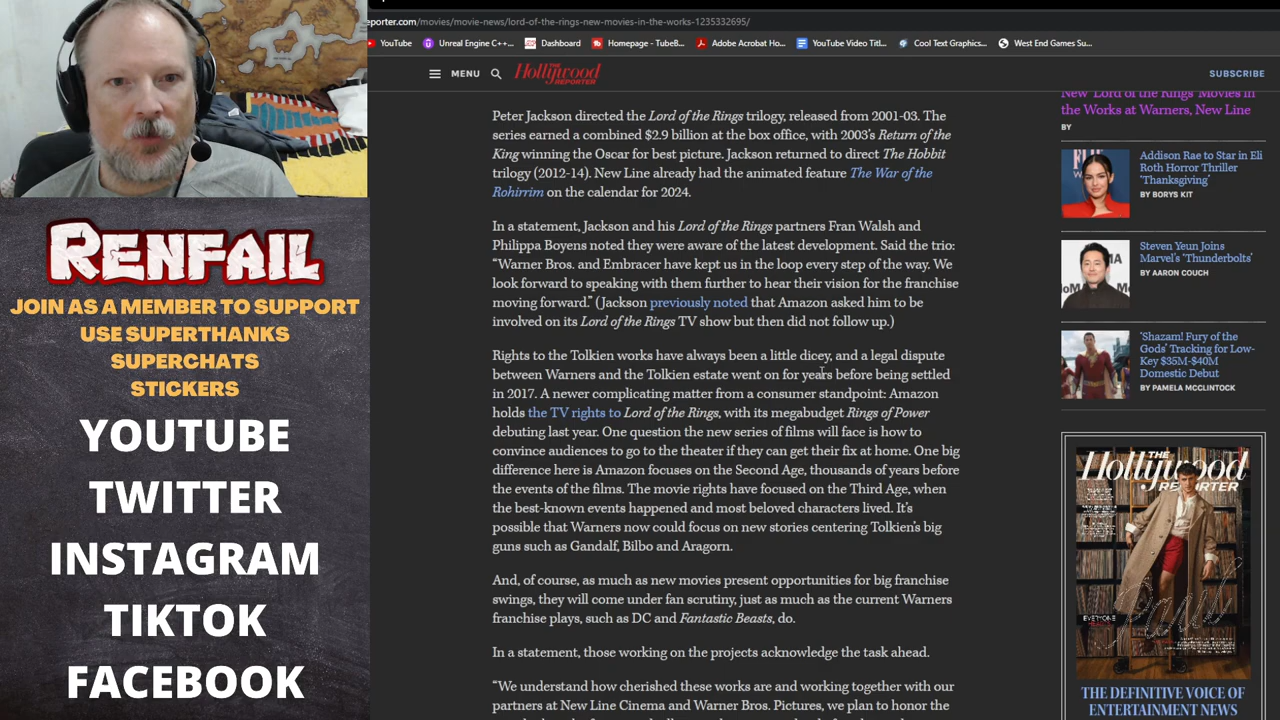 eporter.com/movies/movie-news/lord-of-the-rings-new-movies-in-the-works-1235332695/
YouTube
Unreal Engine C++...
Dashboard
Homepage - TubeB...
Adobe Acrobat Ho...
YouTube Video Titl...
Cool Text Graphics...
West End Games Su...
MENU
THE
Hollywood
REPORTER
SUBSCRIBE
RENFAIL
JOIN AS A MEMBER TO SUPPORT
USE SUPERTHANKS
SUPERCHATS
STICKERS
YOUTUBE
TWITTER
INSTAGRAM
TIKTOK
FACEBOOK
Peter Jackson directed the Lord of the Rings trilogy, released from 2001-03. The
series earned a combined $2.9 billion at the box office, with 2003's Return of the
King winning the Oscar for best picture. Jackson returned to direct The Hobbit
trilogy (2012-14). New Line already had the animated feature The War of the
Rohirrim on the calendar for 2024.
In a statement, Jackson and his Lord of the Rings partners Fran Walsh and
Philippa Boyens noted they were aware of the latest development. Said the trio:
“Warner Bros. and Embracer have kept us in the loop every step of the way. We
look forward to speaking with them further to hear their vision for the franchise
moving forward.” (Jackson previously noted that Amazon asked him to be
involved on its Lord of the Rings TV show but then did not follow up.)
Rights to the Tolkien works have always been a little dicey, and a legal dispute
between Warners and the Tolkien estate went on for years before being settled
in 2017. A newer complicating matter from a consumer standpoint: Amazon
holds the TV rights to Lord of the Rings, with its megabudget Rings of Power
debuting last year. One question the new series of films will face is how to
convince audiences to go to the theater if they can get their fix at home. One big
difference here is Amazon focuses on the Second Age, thousands of years before
the events of the films. The movie rights have focused on the Third Age, when
the best-known events happened and most beloved characters lived. It's
possible that Warners now could focus on new stories centering Tolkien's big
guns such as Gandalf, Bilbo and Aragorn.
And, of course, as much as new movies present opportunities for big franchise
swings, they will come under fan scrutiny, just as much as the current Warners
franchise plays, such as DC and Fantastic Beasts, do.
In a statement, those working on the projects acknowledge the task ahead.
“We understand how cherished these works are and working together with our
partners at New Line Cinema and Warner Bros. Pictures, we plan to honor the
New 'Lord of the Rings' Movies in
the Works at Warners, New Line
BY
Addison Rae to Star in Eli
Roth Horror Thriller
'Thanksgiving'
BY BORYS KIT
Steven Yeun Joins
Marvel's 'Thunderbolts'
BY AARON COUCH
'Shazam! Fury of the
Gods' Tracking for Low-
Key $35M-$40M
Domestic Debut
BY PAMELA MCCLINTOCK
THE
Hollywood
REPORTER
THE DEFINITIVE VOICE OF
ENTERTAINMENT NEWS